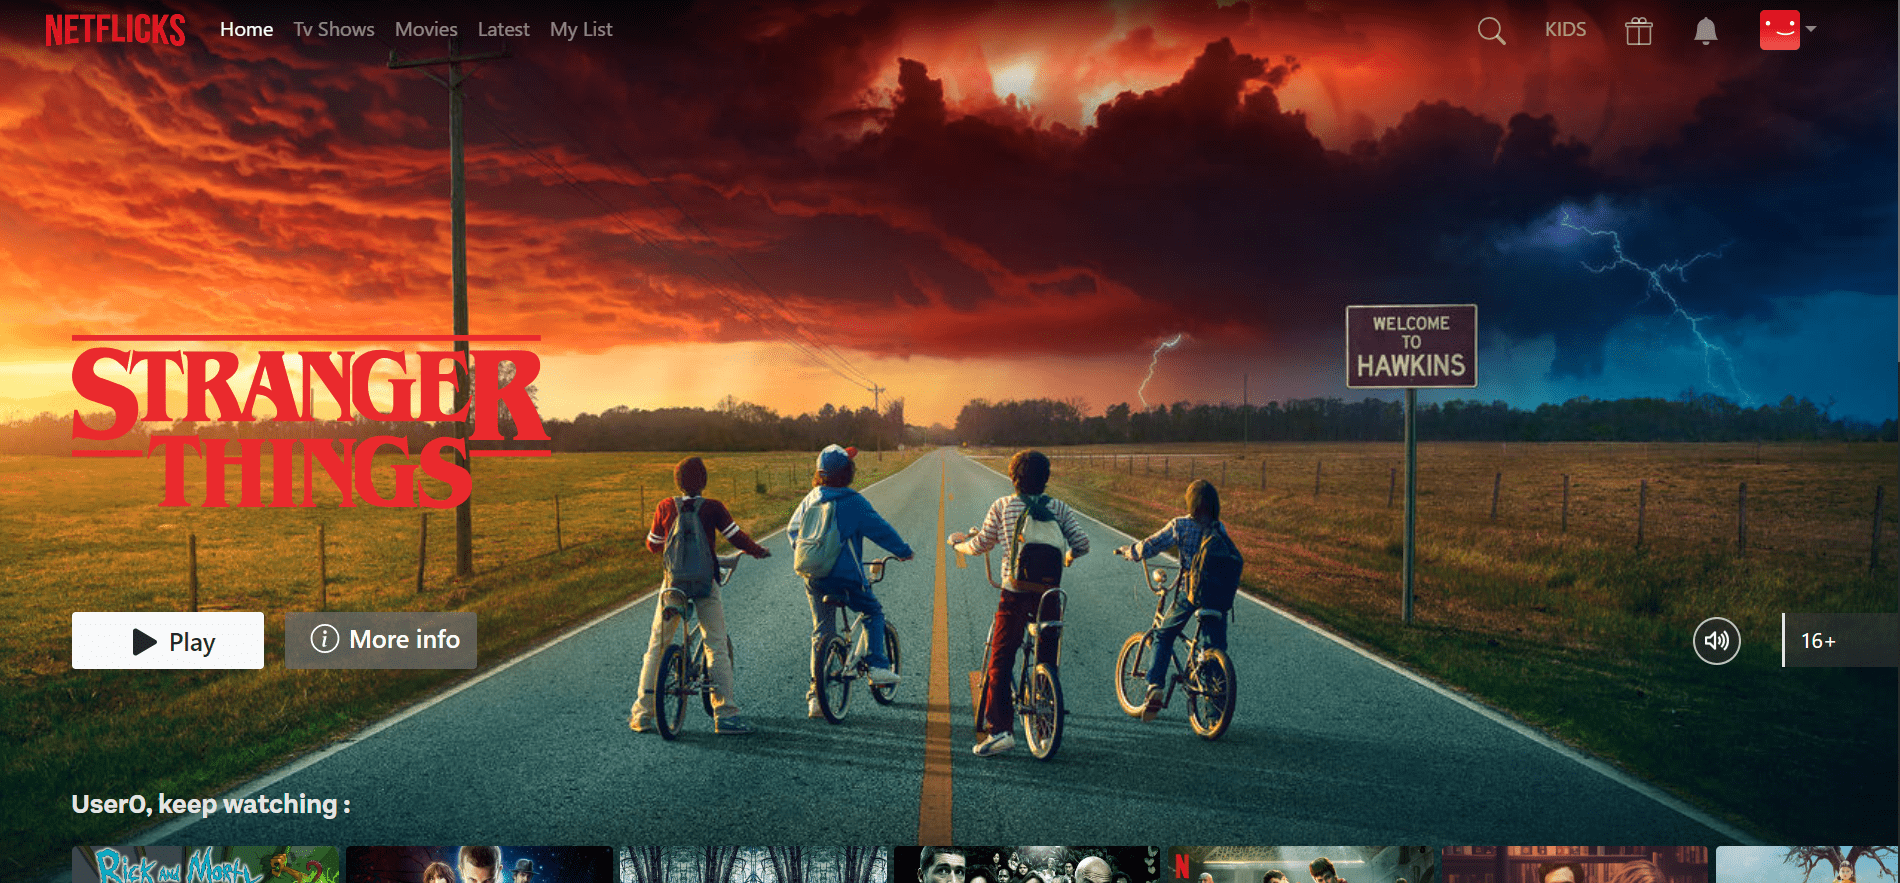 NETFLICKS
Home Tv Shows Movies Latest My List
KIDS
WELCOME
TO
HAWKINS
STRANGER
THINGS
Play
More info
16+
User0, keep watching :
RICK AND MORTY
N